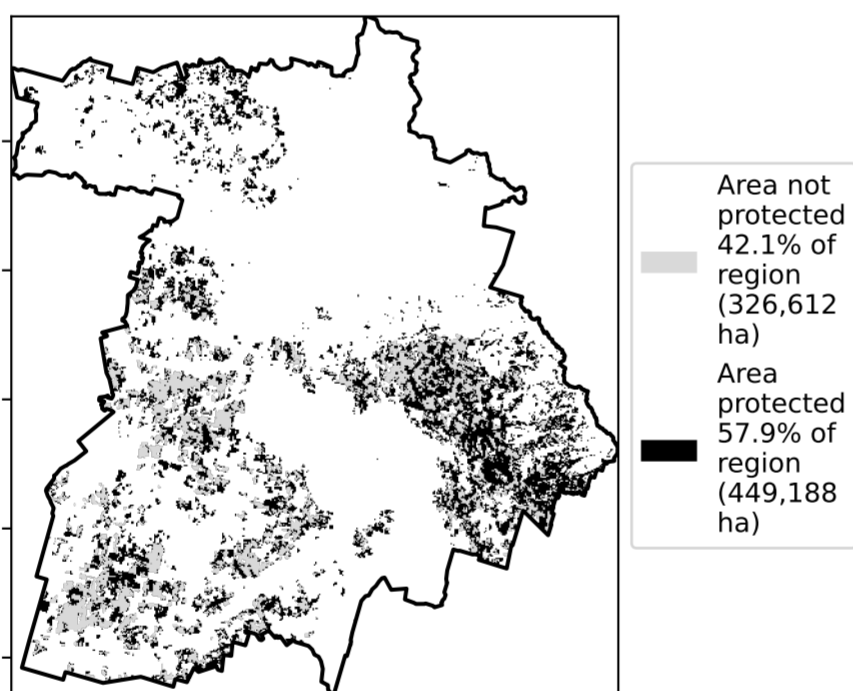 Area not
protected
42.1% of
region
(326,612
ha)
Area
protected
57.9% of
region
(449,188
ha)